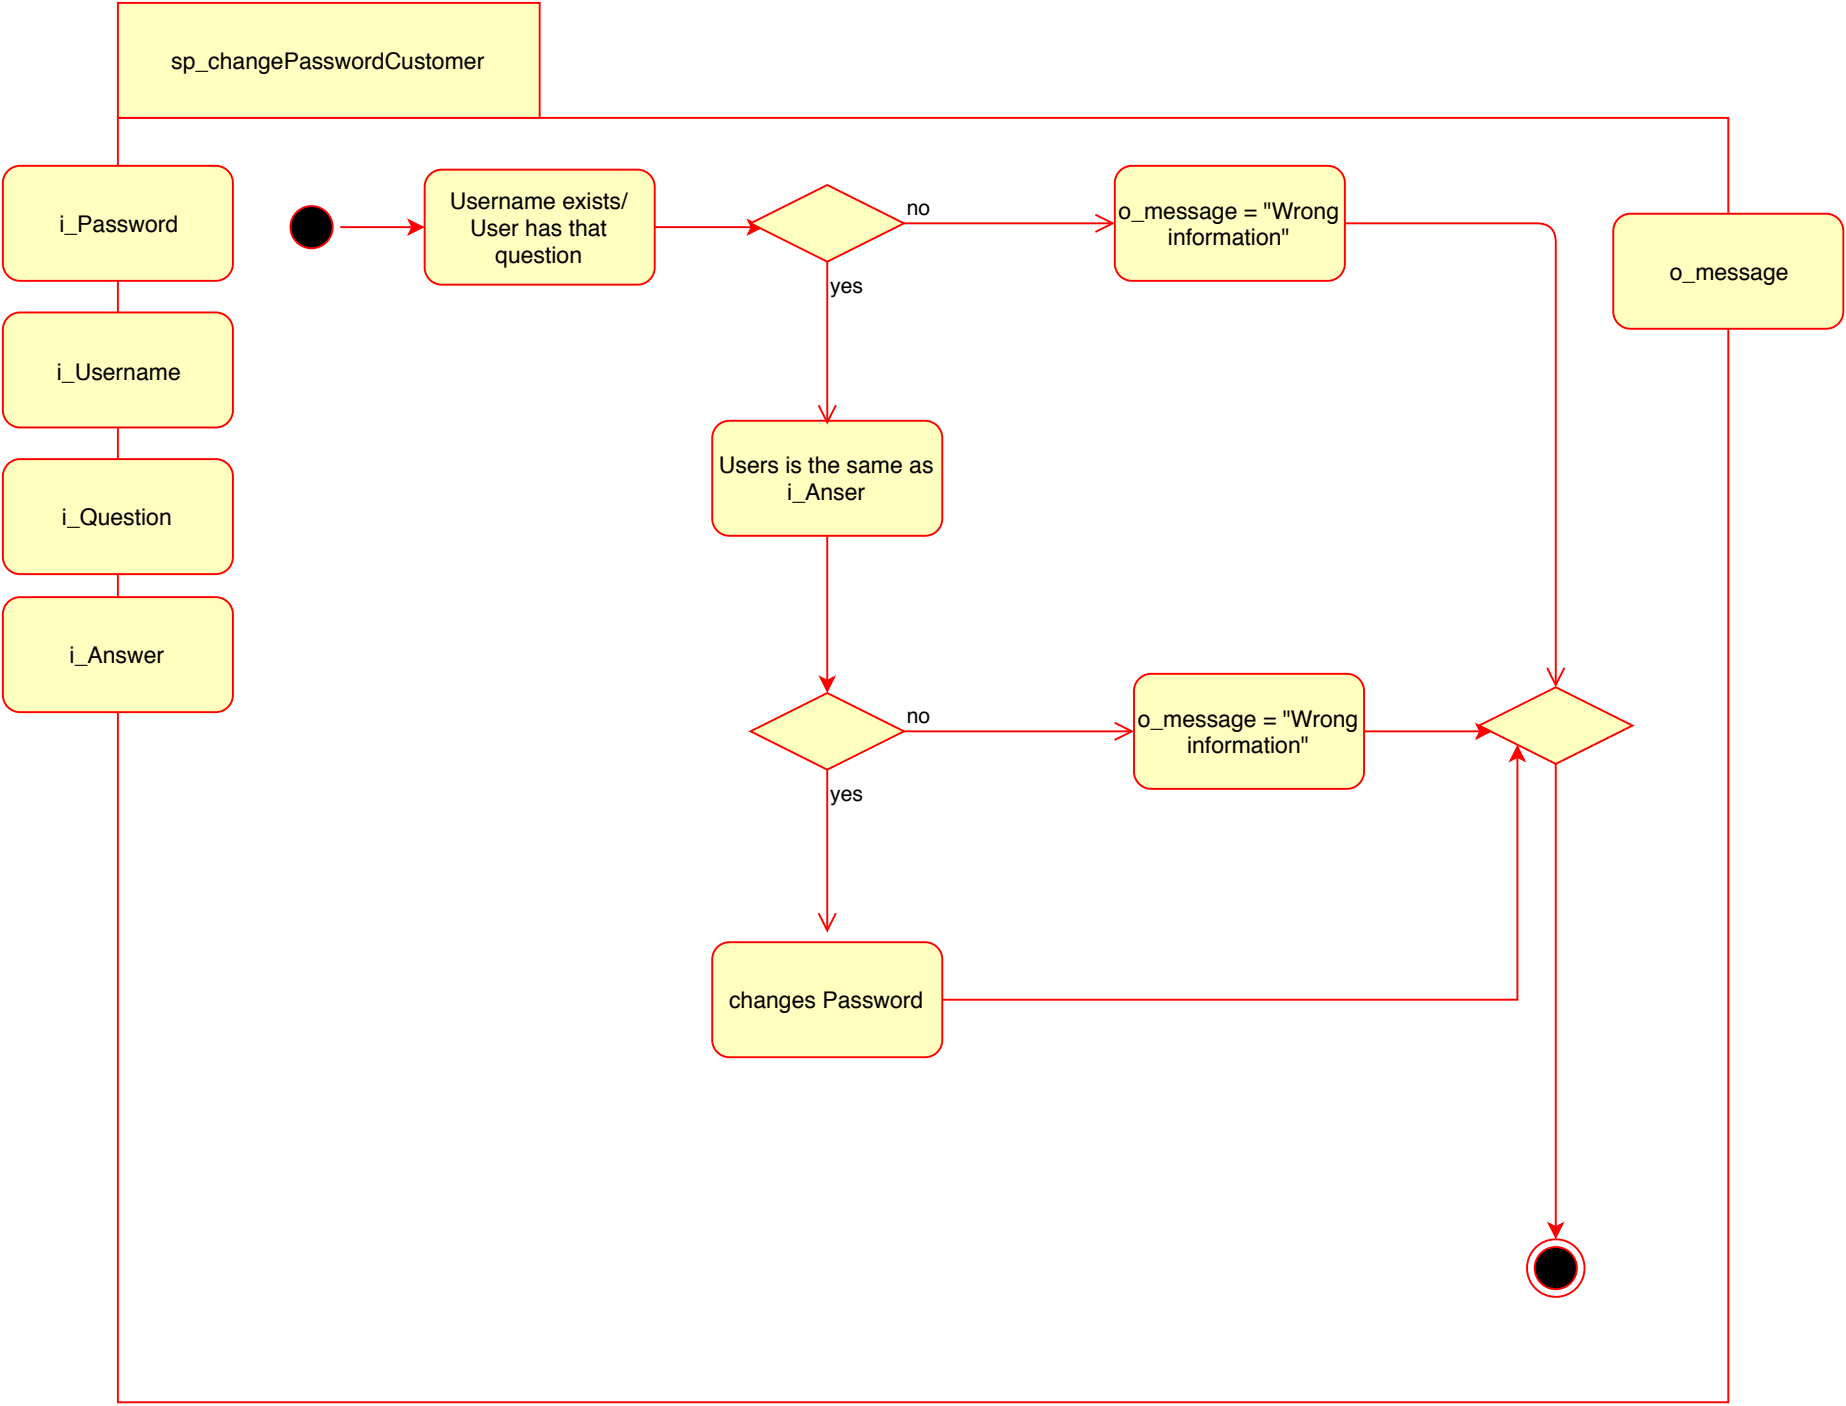 sp_changePasswordCustomer
i_Password
i_Username
i_Question
i_Answer
Username exists/
User has that
question
no
yes
o_message = "Wrong
information"
o_message
Users is the same as
i_Anser
no
yes
o_message = "Wrong
information"
changes Password